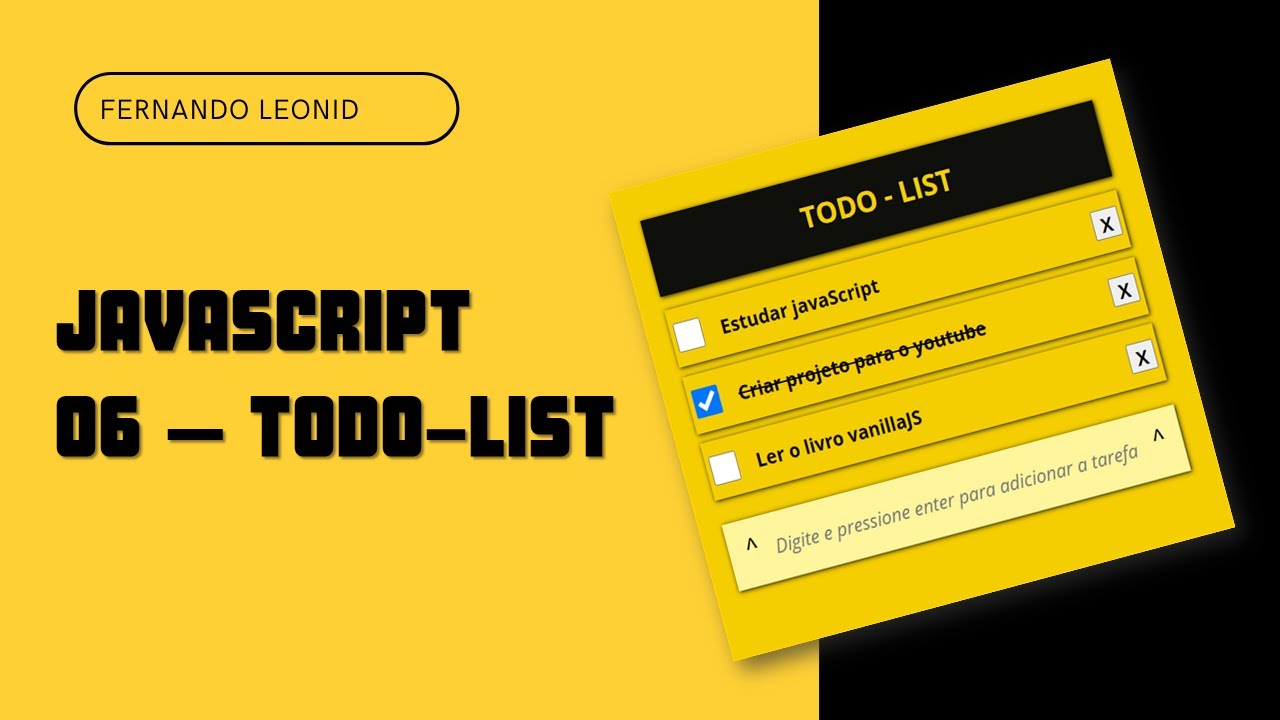 FERNANDO LEONID
JAVASCRIPT
06 – TODO-LIST
TODO - LIST
Estudar javaScript
X
Criar projeto para o youtube
X
Ler o livro vanillaJS
X
^ Digite e pressione enter para adicionar a tarefa ^